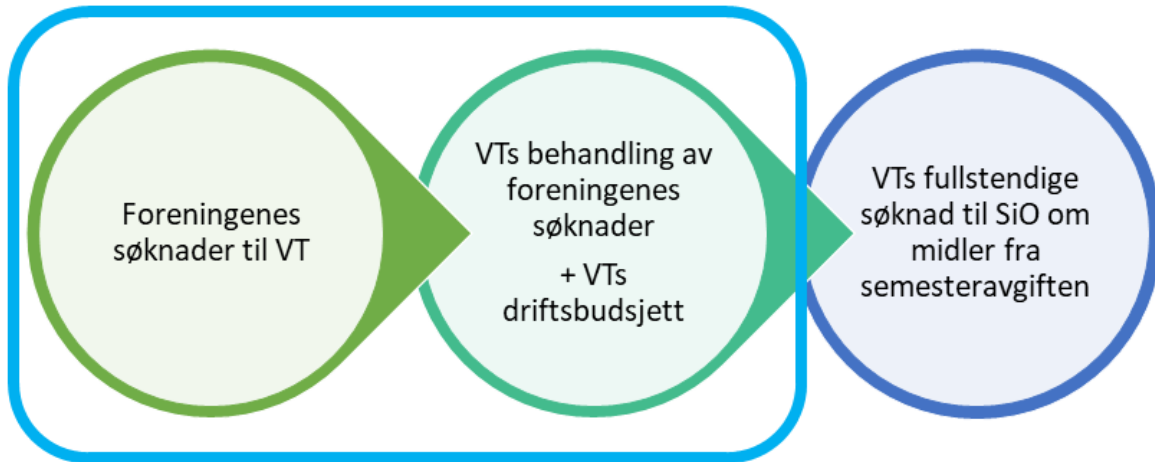 Foreningenes
søknader til VT
VTs behandling av
foreningenes
søknader
+ VTs
driftsbudsjett
VTs fullstendige
søknad til SiO om
midler fra
semesteravgiften